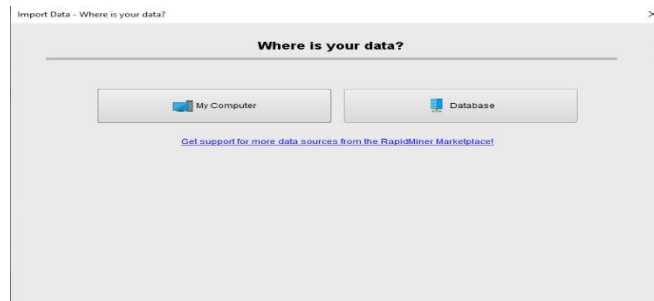 Import Data - Where is your data?
Where is your data?
My Computer
Database
Get support for more data sources from the RapidMiner Marketplace!